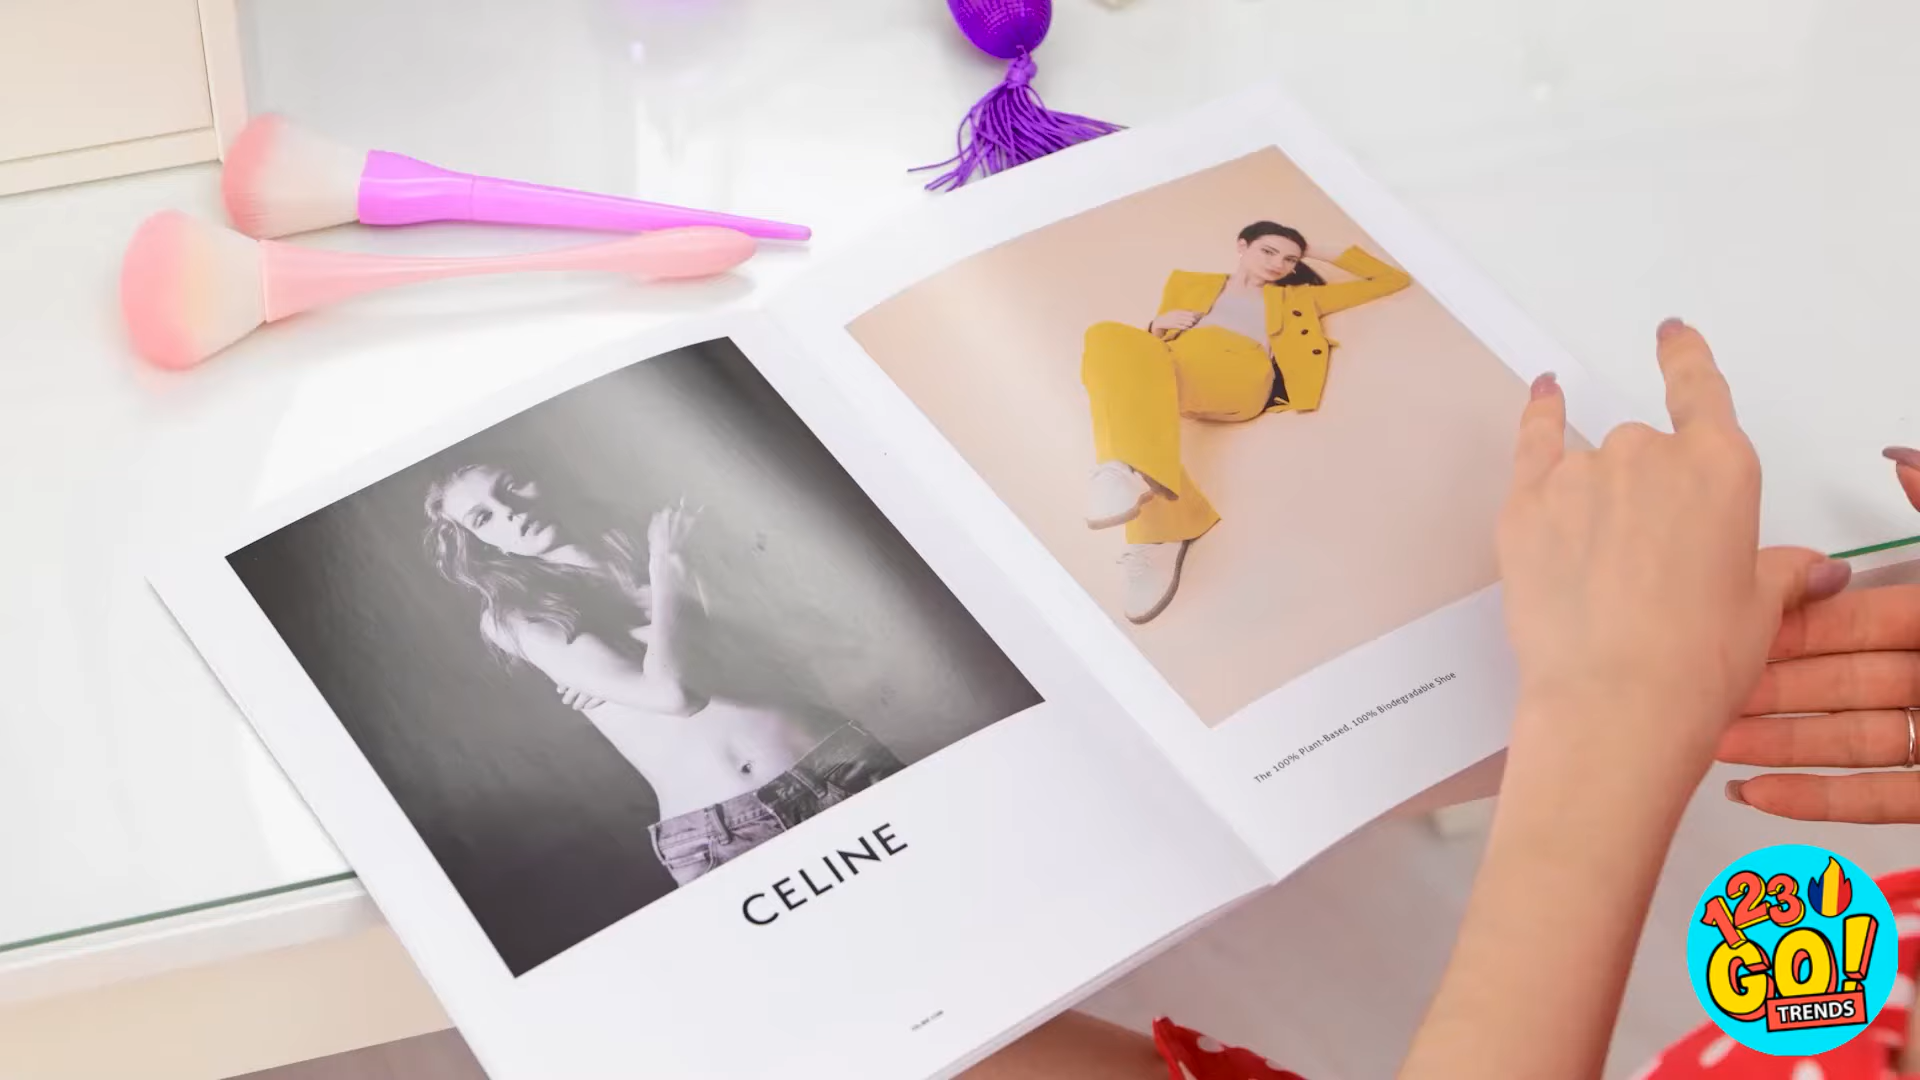 CELINE
The 100% Plant-Based, 100% Biodegradable Shoe
123
GO!
TRENDS